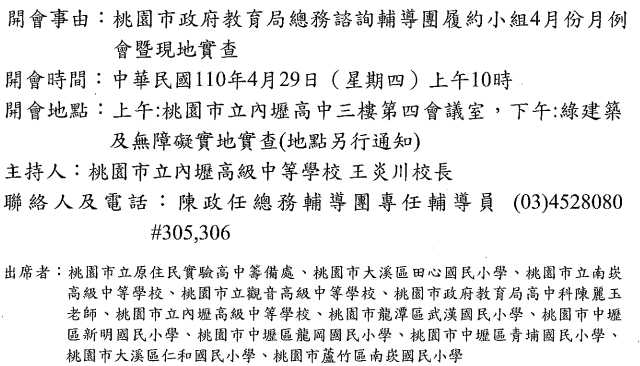 開會事由：桃園市政府教育局總務諮詢輔導團履約小組4月份月例
會暨現地實查
開會時間：中華民國110年4月29日（星期四）上午10時
開會地點：上午:桃園市立內壢高中三樓第四會議室，下午:綠建築
及無障礙實地實查(地點另行通知)
主持人：桃園市立內壢高級中等學校 王炎川校長
聯絡人及電話：陳政任總務輔導團專任輔導員 (03)4528080
#305,306
出席者：桃園市立原住民實驗高中籌備處、桃園市大溪區田心國民小學、桃園市立南崁
高級中等學校、桃園市立觀音高級中等學校、桃園市政府教育局高中科陳麗玉
老師、桃園市立內壢高級中等學校、桃園市龍潭區武漢國民小學、桃園市中壢
區新明國民小學、桃園市中壢區龍岡國民小學、桃園市中壢區青埔國民小學、
桃園市大溪區仁和國民小學、桃園市蘆竹區南崁國民小學